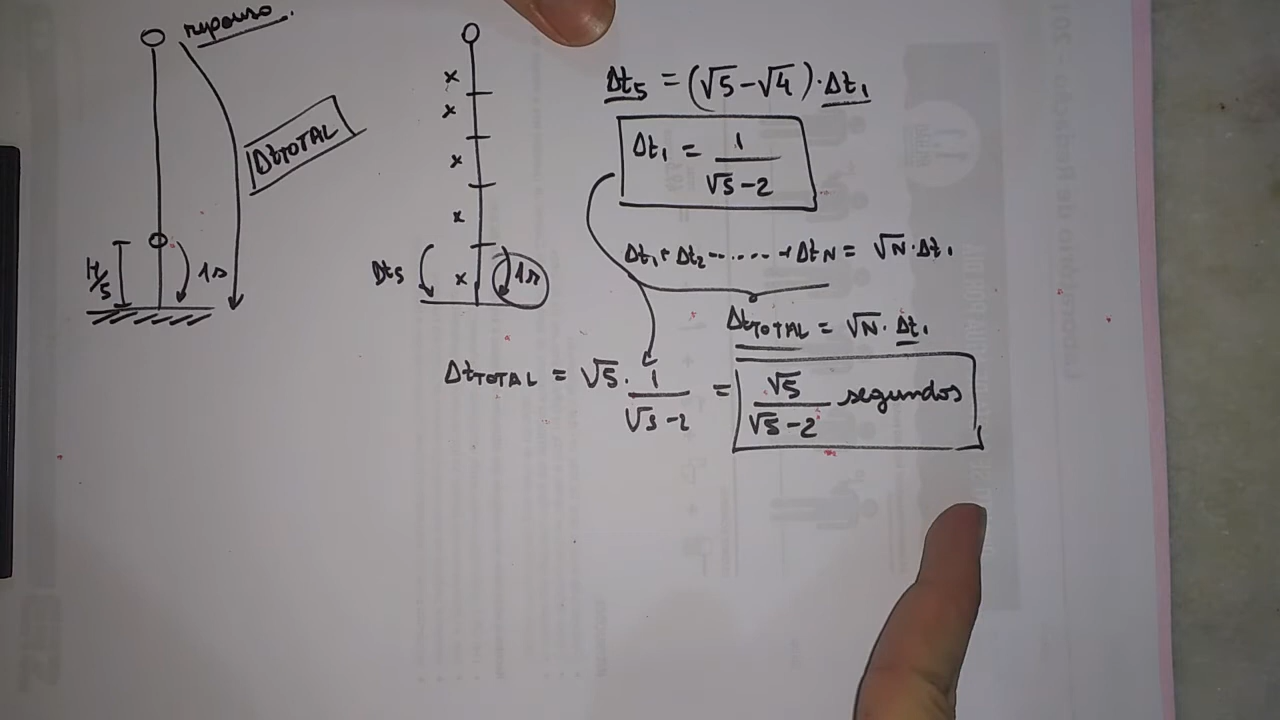 repouso.
ΔtTOTAL
H/5
1s
x
x
x
x
x
Δt5
1s
Δt5 = (√5-√4)·Δt1
Δt1 = 1/(√5-2)
Δt1+Δt2-······+ΔtN = √N·Δt1
ΔtTOTAL = √N·Δt1
ΔtTOTAL = √5·1/(√5-2) = √5/(√5-2) segundos